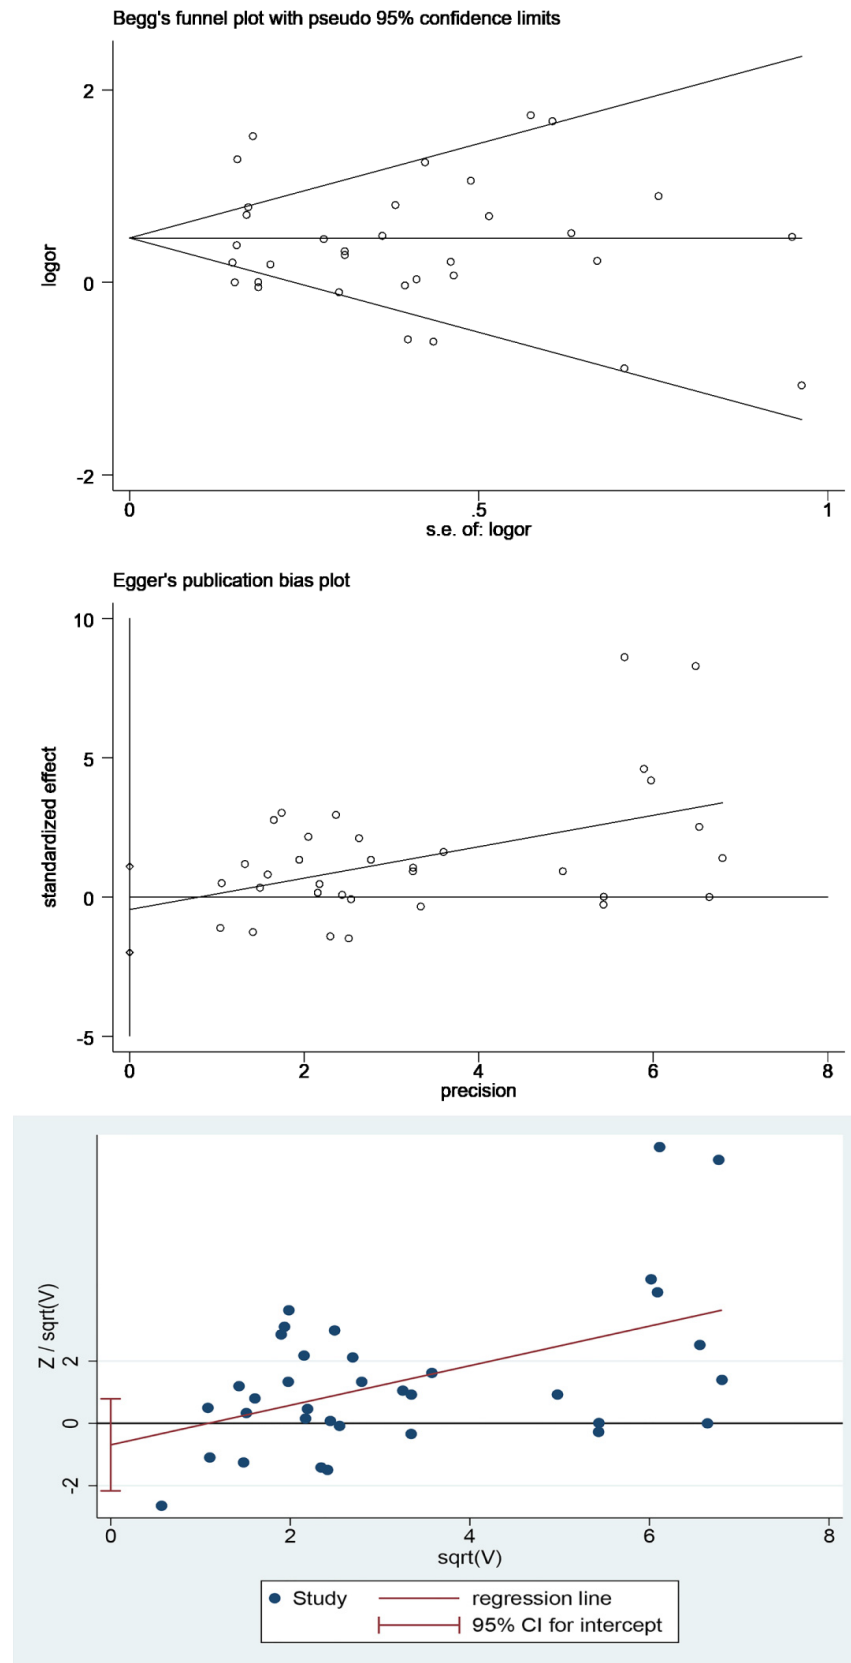 Begg's funnel plot with pseudo 95% confidence limits
logor
2
0
-2
0
.5
1
s.e. of: logor
Egger's publication bias plot
standardized effect
10
5
0
-5
0
2
4
6
8
precision
Z / sqrt(V)
2
0
-2
0
2
4
6
8
sqrt(V)
Study
regression line
95% CI for intercept